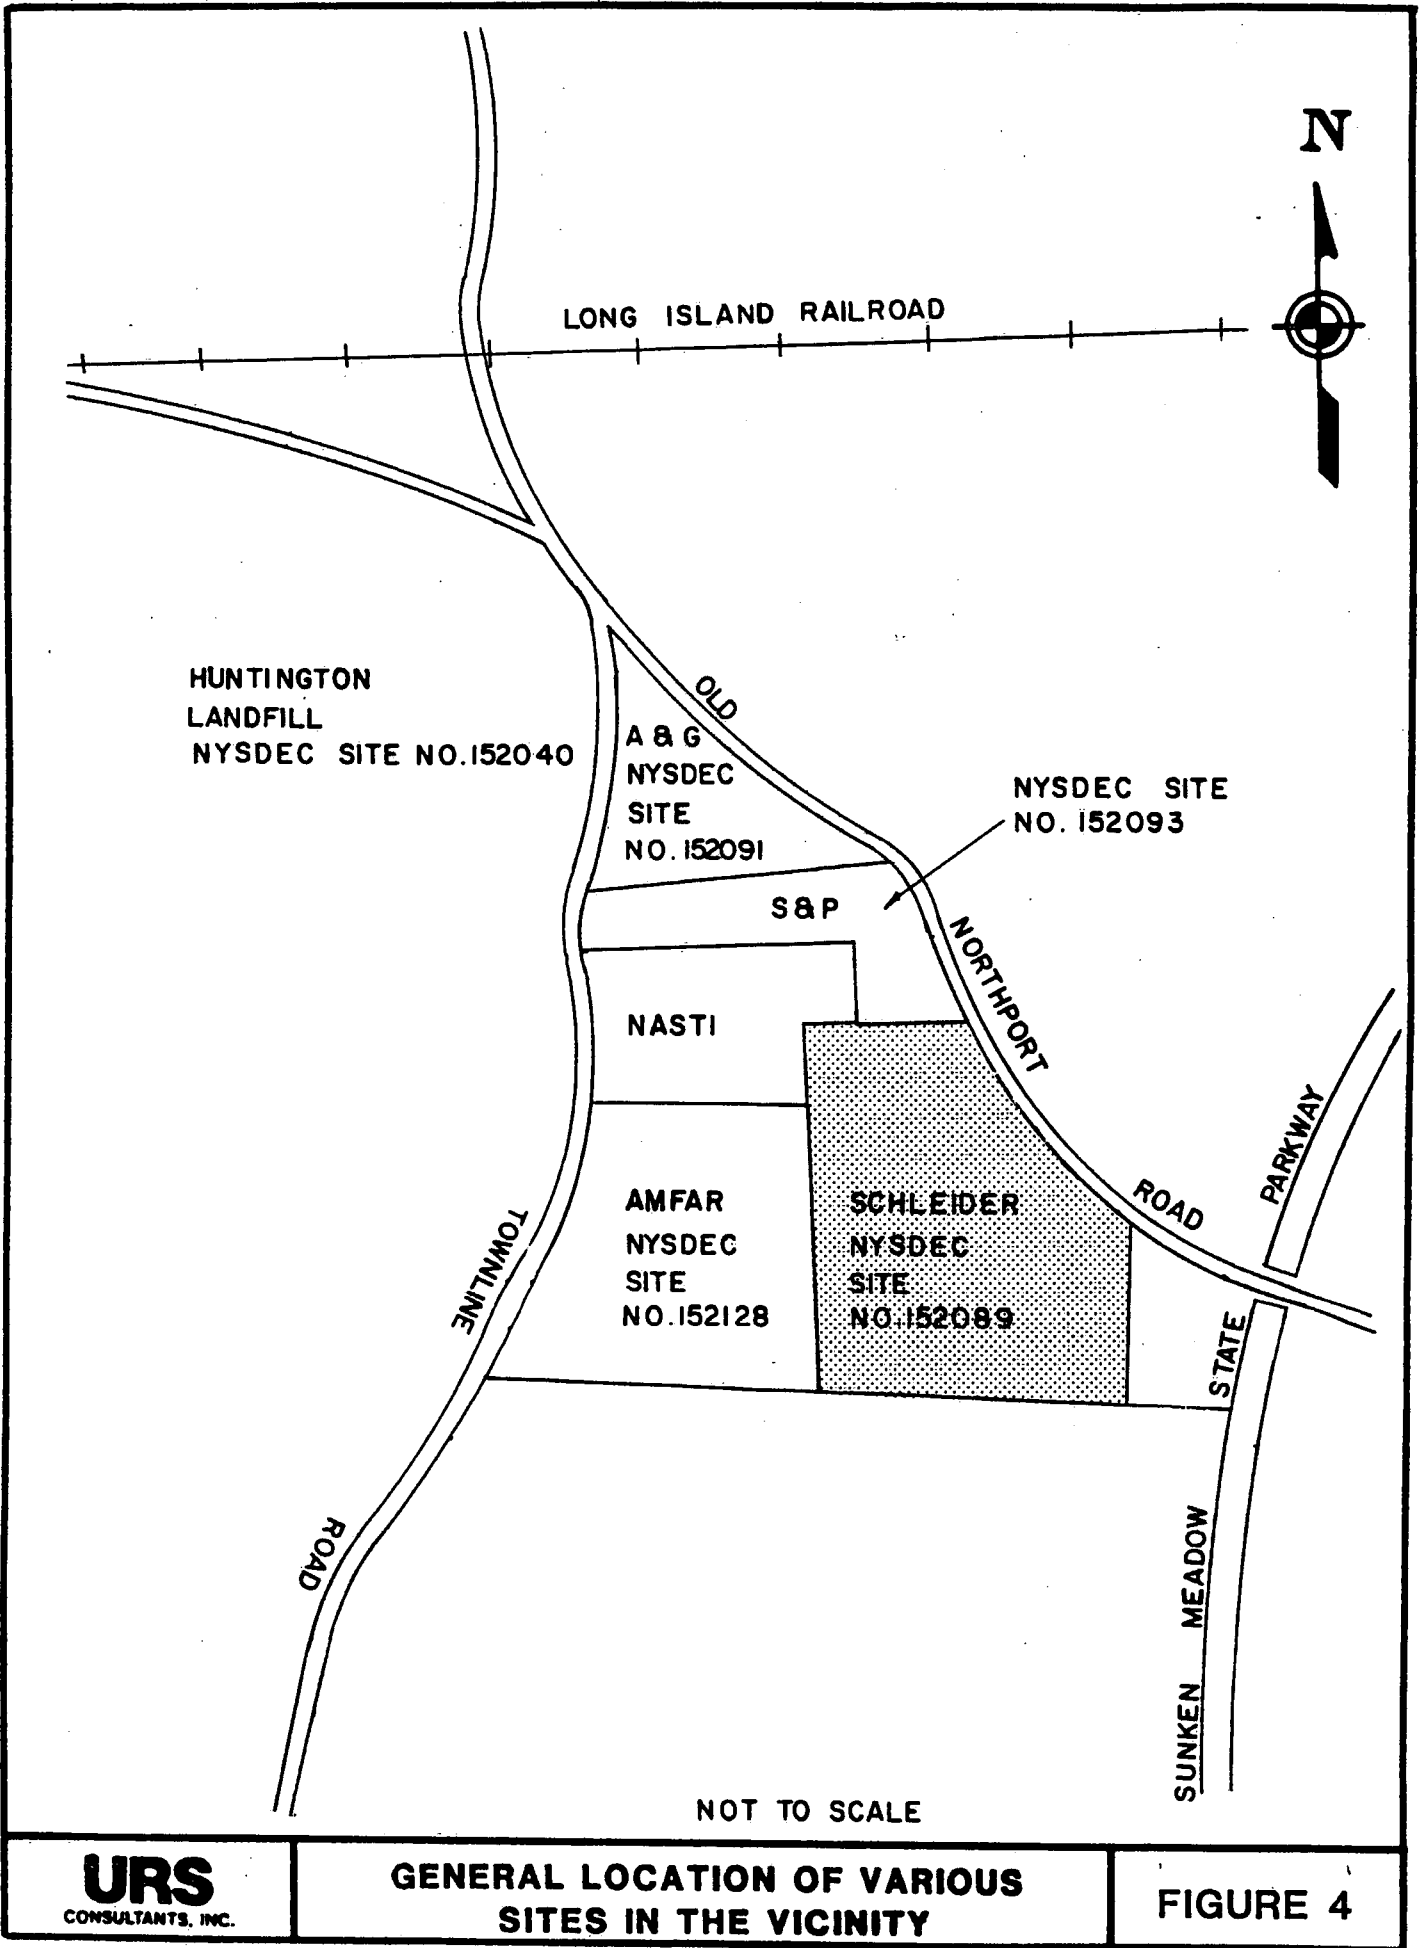 N
LONG ISLAND RAILROAD
HUNTINGTON
LANDFILL
NYSDEC SITE NO. 152040
OLD
A & G
NYSDEC
SITE
NO. 152091
NYSDEC SITE
NO. 152093
S&P
NORTHPORT
NASTI
PARKWAY
ROAD
AMFAR
NYSDEC
SITE
NO. 152128
SCHLEIDER
NYSDEC
SITE
NO. 152089
TOWNLINE
STATE
ROAD
MEADOW
SUNKEN
NOT TO SCALE
URS
CONSULTANTS, INC.
GENERAL LOCATION OF VARIOUS
SITES IN THE VICINITY
FIGURE 4